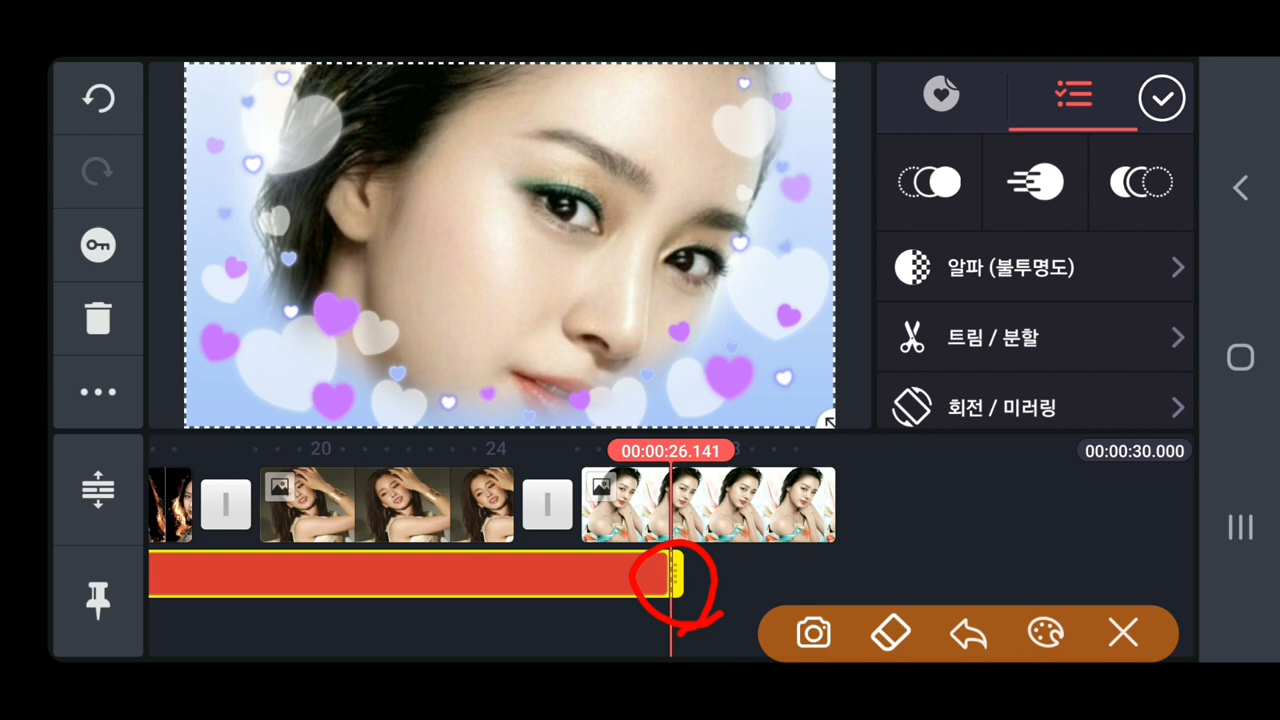 알파 (불투명도)
트림 / 분할
회전 / 미러링
20
24
00:00:26.141
8
00:00:30.000